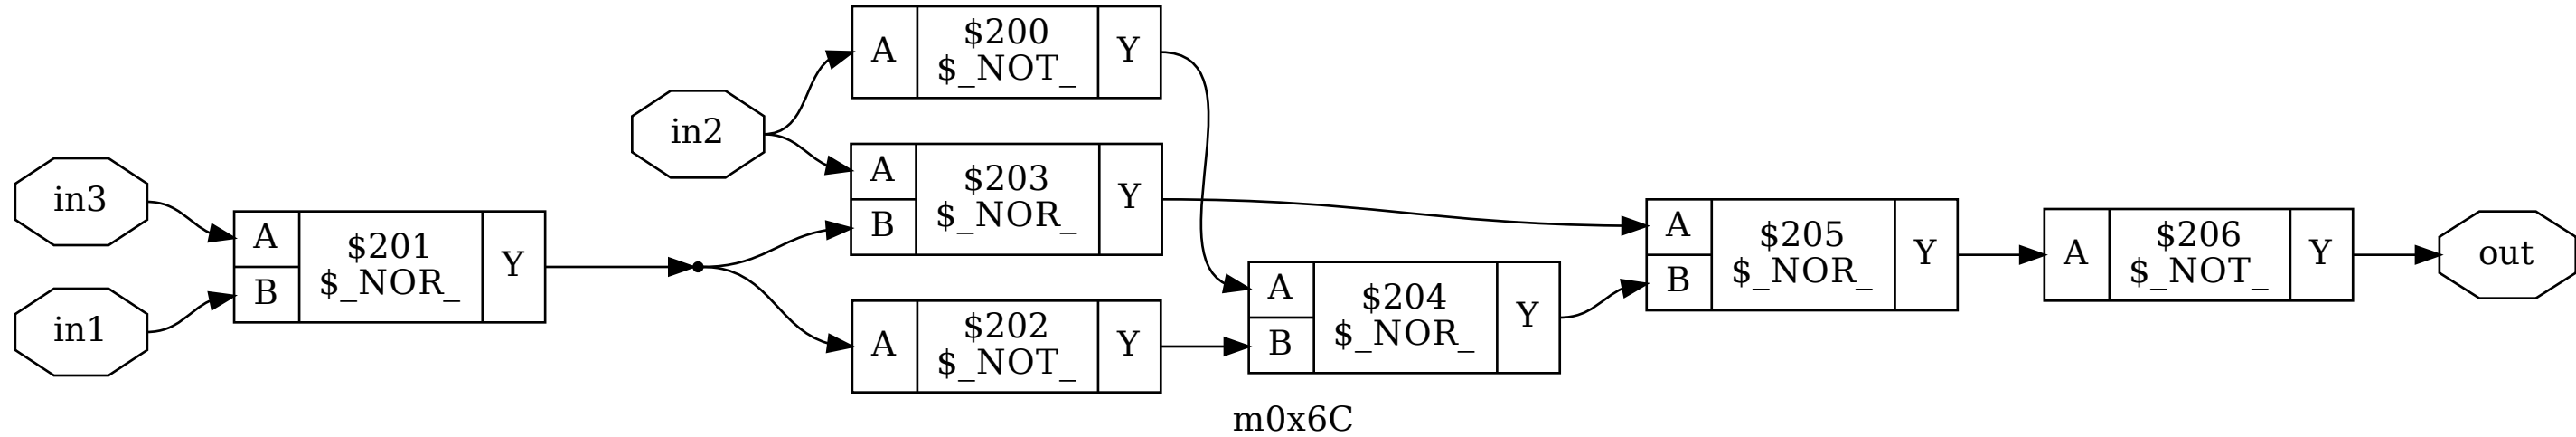 in3
in1
A
B
$201
$_NOR_
Y
in2
A
$200
$_NOT_
Y
A
B
$203
$_NOR_
Y
A
$202
$_NOT_
Y
A
B
$204
$_NOR_
Y
A
B
$205
$_NOR_
Y
A
$206
$_NOT_
Y
out
m0x6C